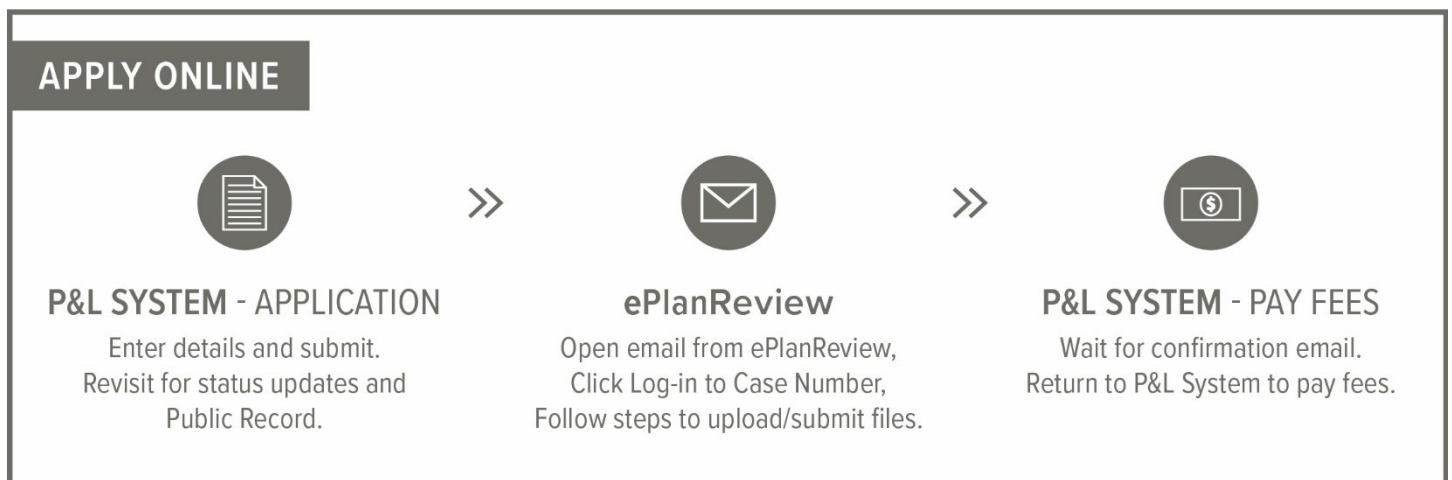 APPLY ONLINE
P&L SYSTEM - APPLICATION
Enter details and submit.
Revisit for status updates and
Public Record.
ePlanReview
Open email from ePlanReview,
Click Log-in to Case Number,
Follow steps to upload/submit files.
P&L SYSTEM - PAY FEES
Wait for confirmation email.
Return to P&L System to pay fees.